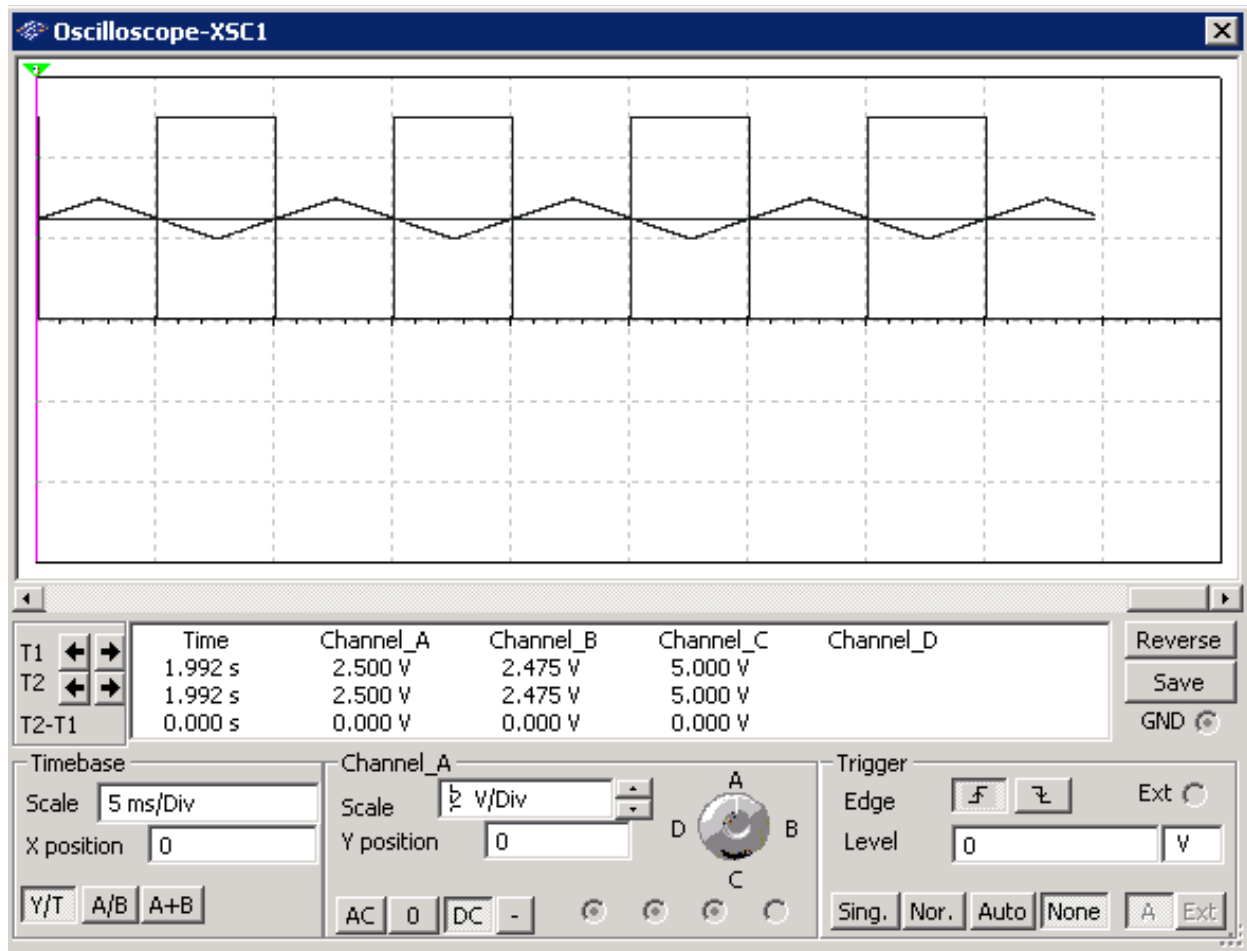 Oscilloscope-XSC1
T1
T2
T2-T1
Time Channel_A Channel_B Channel_C Channel_D
1.992 s 2.500 V 2.475 V 5.000 V
1.992 s 2.500 V 2.475 V 5.000 V
0.000 s 0.000 V 0.000 V 0.000 V
Reverse
Save
GND
Timebase
Scale 5 ms/Div
X position 0
Y/T A/B A+B
Channel_A
Scale V/Div
Y position 0
AC 0 DC -
A
D B
C
Trigger
Edge Ext
Level 0 V
Sing. Nor. Auto None A Ext